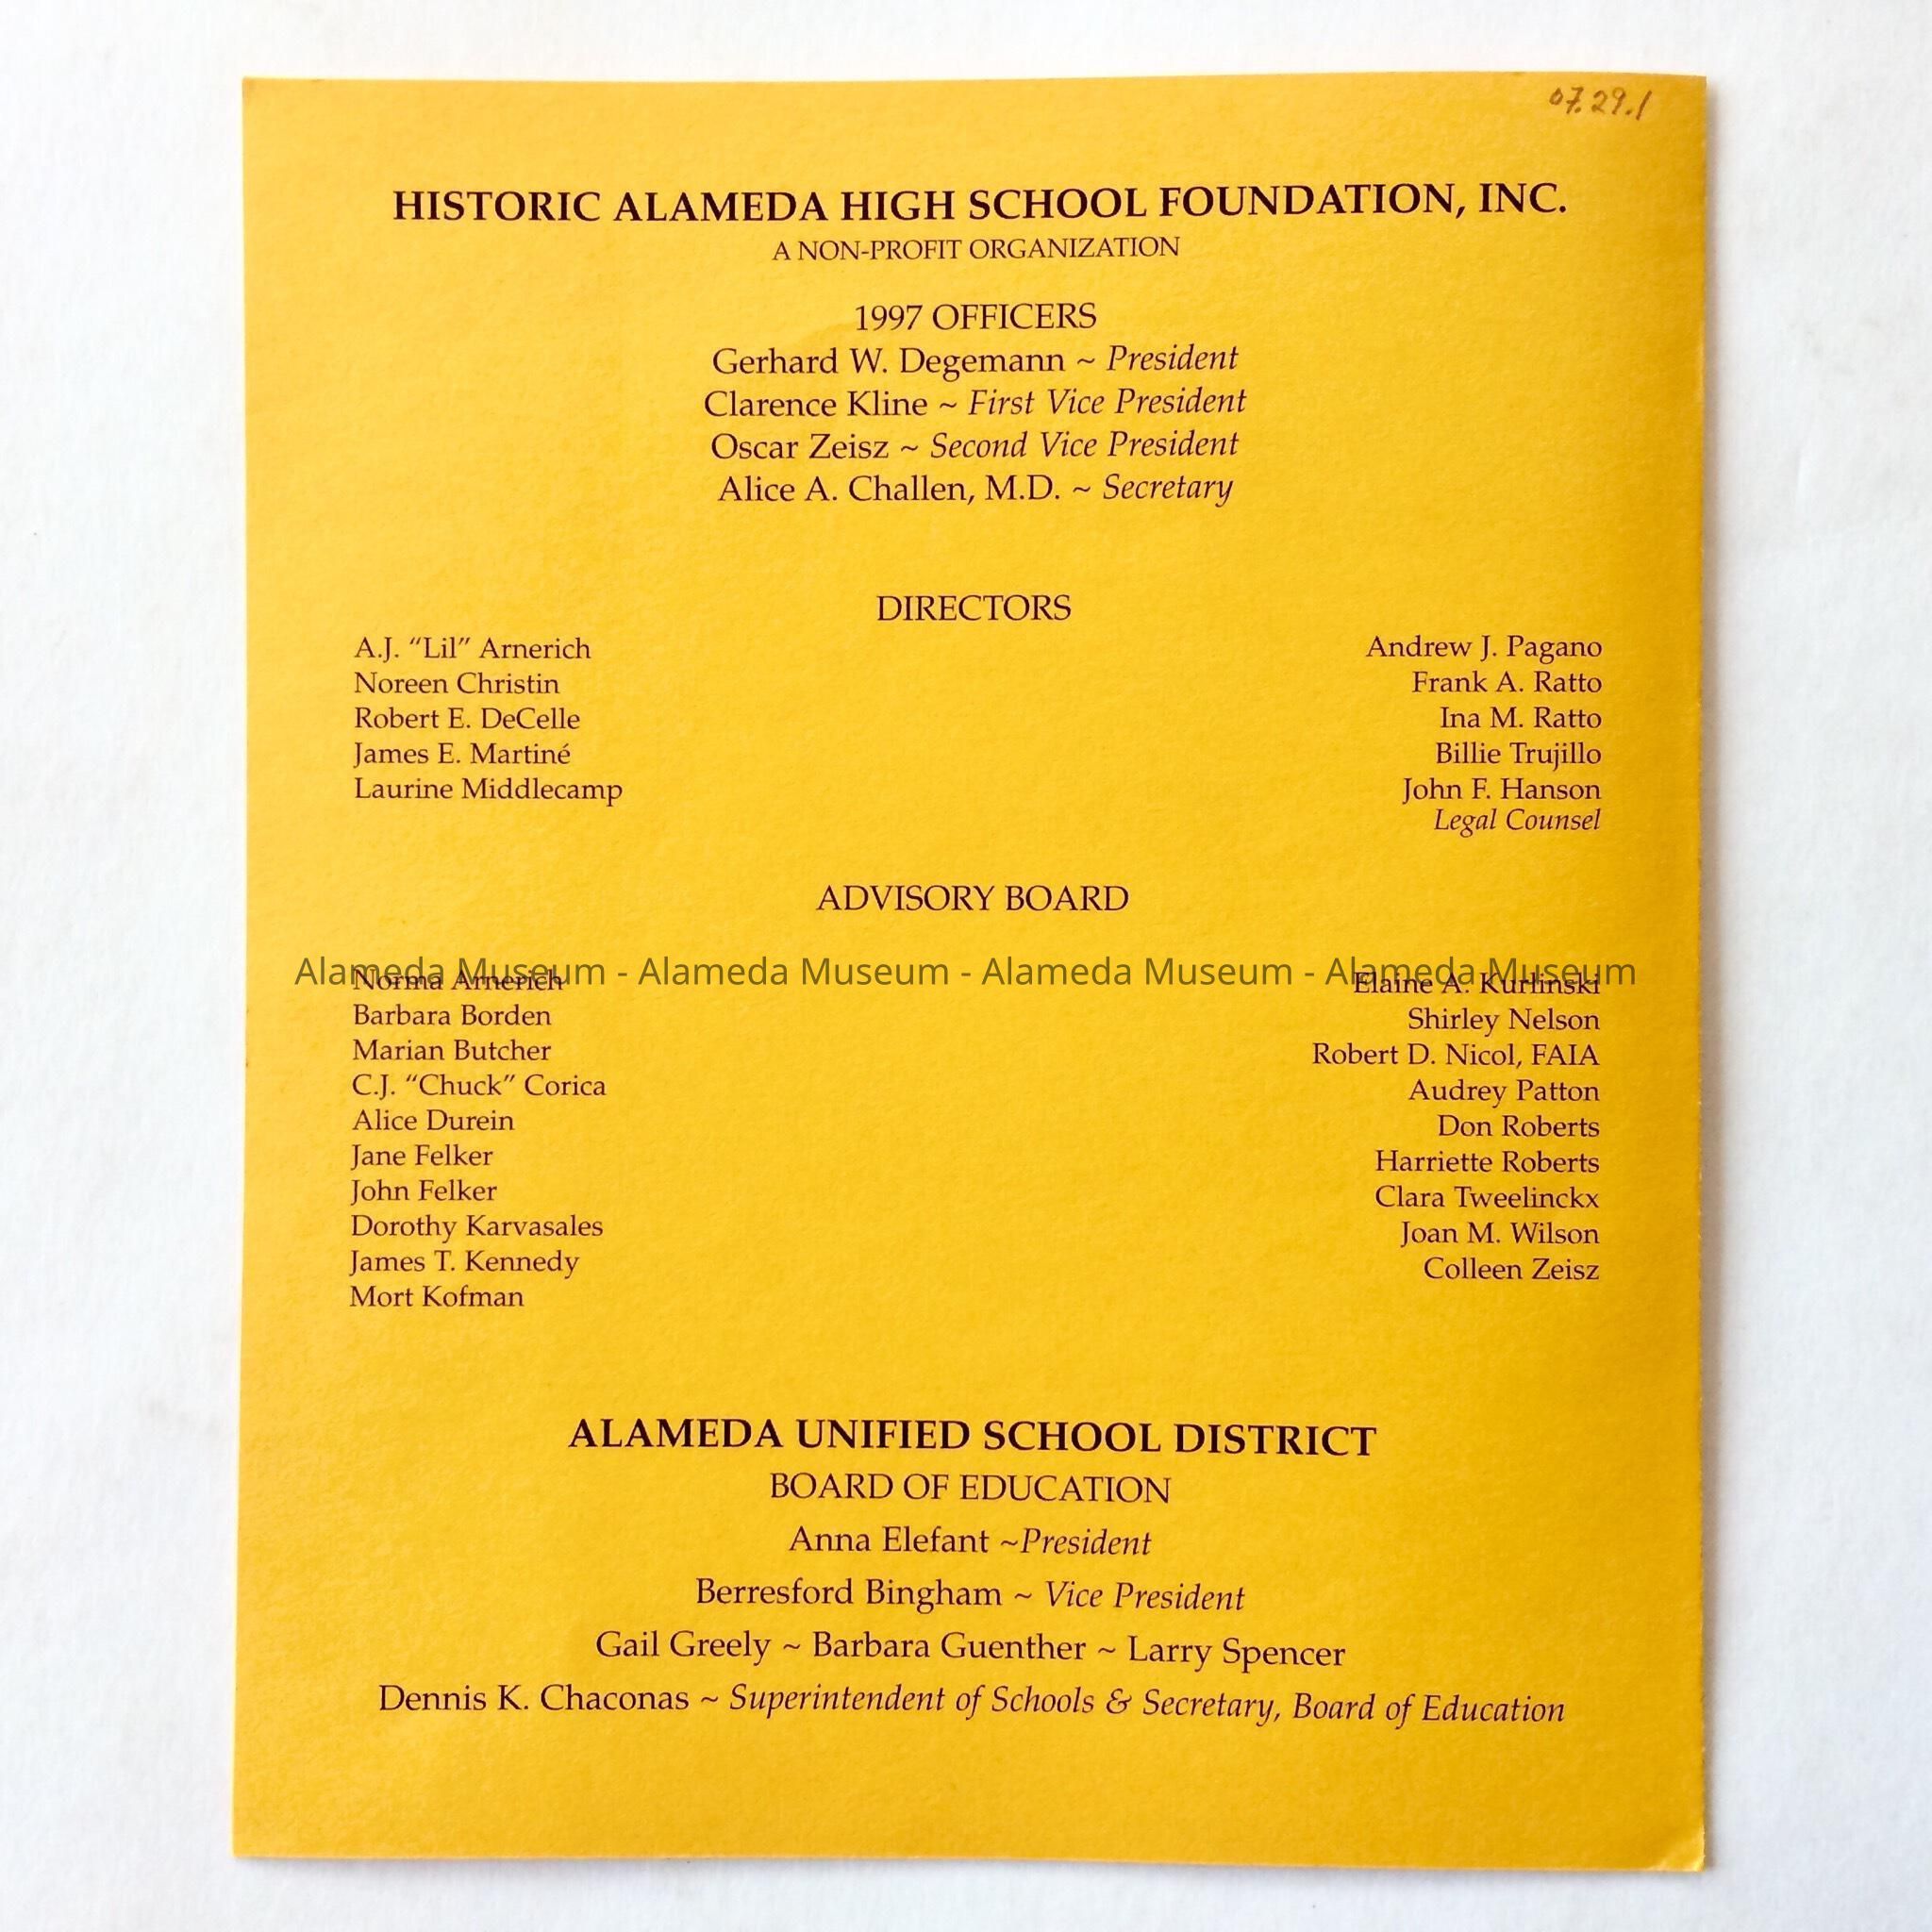 07.29.1
HISTORIC ALAMEDA HIGH SCHOOL FOUNDATION, INC.
A NON-PROFIT ORGANIZATION
1997 OFFICERS
Gerhard W. Degemann ~ President
Clarence Kline ~ First Vice President
Oscar Zeisz ~ Second Vice President
Alice A. Challen, M.D. ~ Secretary
DIRECTORS
A.J. “Lil” Arnerich
Noreen Christin
Robert E. DeCelle
James E. Martiné
Laurine Middlecamp
Andrew J. Pagano
Frank A. Ratto
Ina M. Ratto
Billie Trujillo
John F. Hanson
Legal Counsel
ADVISORY BOARD
Alameda Museum - Alameda Museum - Alameda Museum - Alameda Museum
Norma Arnerich
Barbara Borden
Marian Butcher
C.J. “Chuck” Corica
Alice Durein
Jane Felker
John Felker
Dorothy Karvasales
James T. Kennedy
Mort Kofman
Elaine A. Kurlinski
Shirley Nelson
Robert D. Nicol, FAIA
Audrey Patton
Don Roberts
Harriette Roberts
Clara Tweelinckx
Joan M. Wilson
Colleen Zeisz
ALAMEDA UNIFIED SCHOOL DISTRICT
BOARD OF EDUCATION
Anna Elefant ~President
Berresford Bingham ~ Vice President
Gail Greely ~ Barbara Guenther ~ Larry Spencer
Dennis K. Chaconas ~ Superintendent of Schools & Secretary, Board of Education